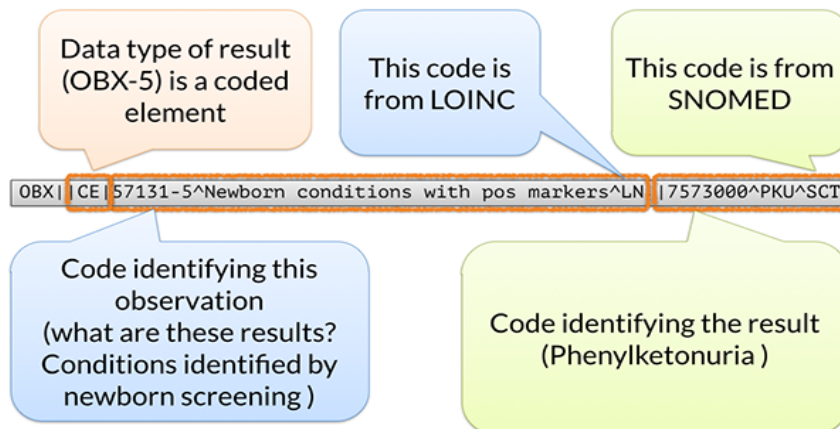 Data type of result
(OBX-5) is a coded
element
This code is
from LOINC
This code is from
SNOMED
OBX||CE|57131-5^Newborn conditions with pos markers^LN||7573000^PKU^SCT
Code identifying this
observation
(what are these results?
Conditions identified by
newborn screening )
Code identifying the result
(Phenylketonuria )